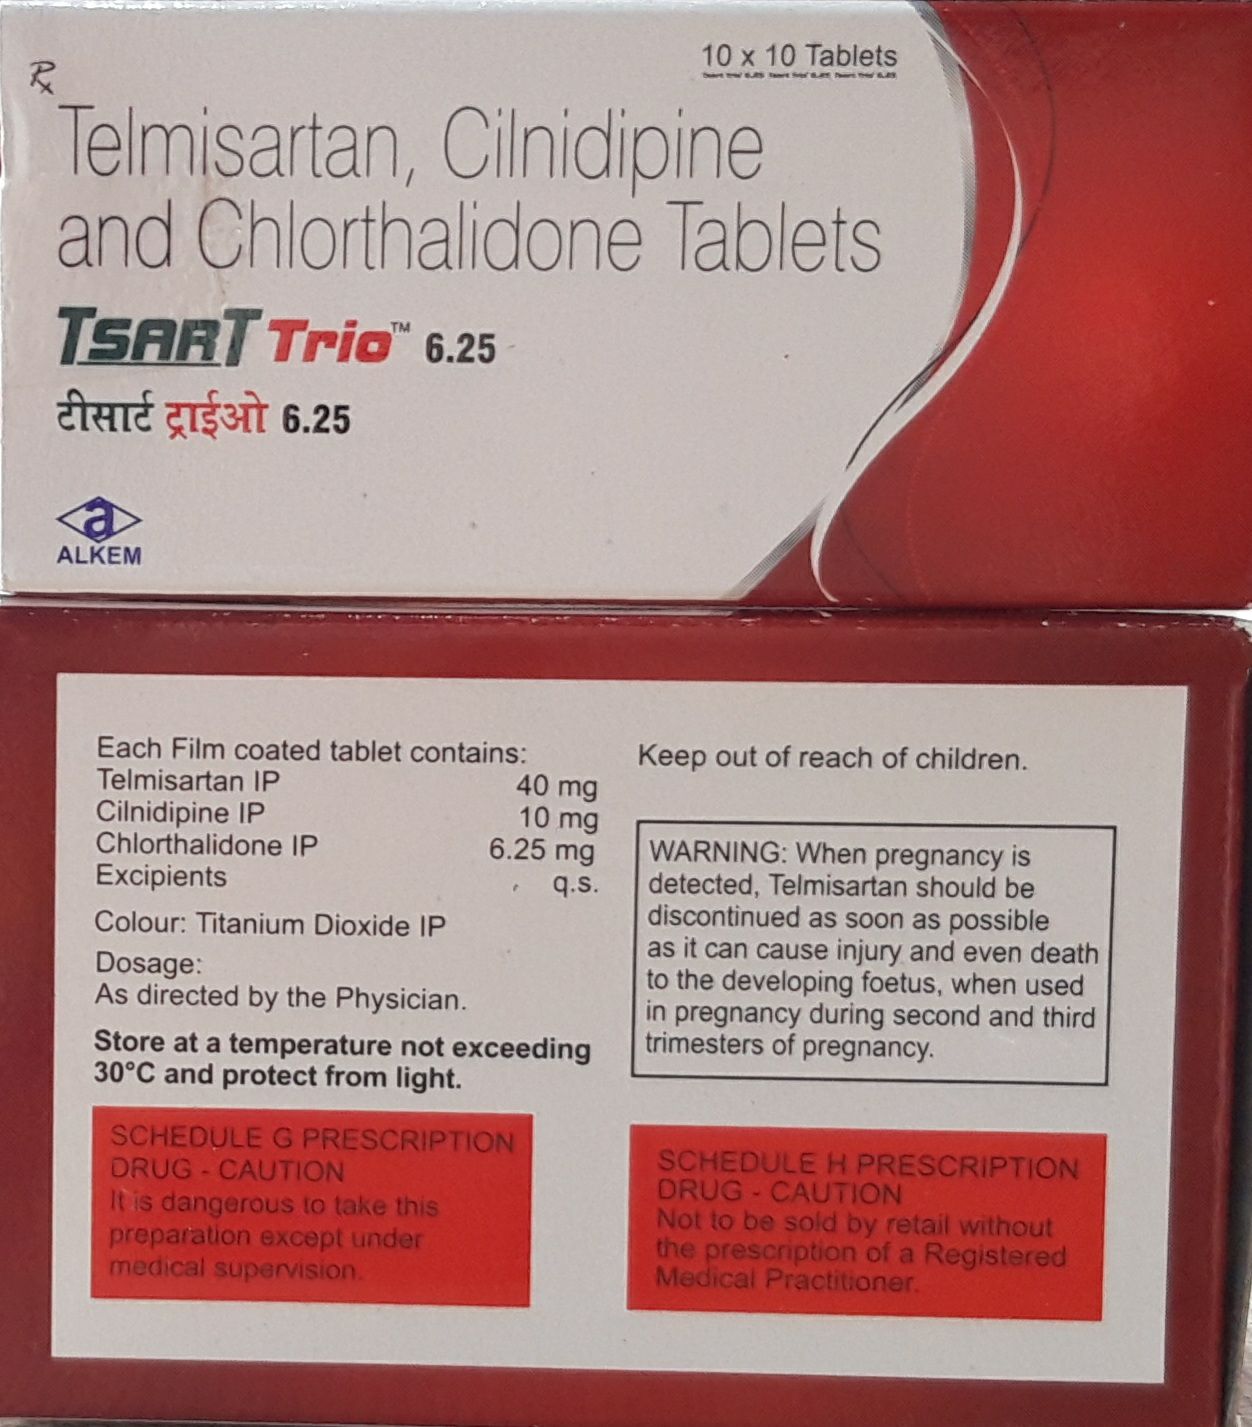 10 x 10 Tablets
Rx
Telmisartan, Cilnidipine
and Chlorthalidone Tablets
TSART Trio™ 6.25
टीसार्ट ट्राईओ 6.25
a
ALKEM
Each Film coated tablet contains:
Telmisartan IP 40 mg
Cilnidipine IP 10 mg
Chlorthalidone IP 6.25 mg
Excipients q.s.
Colour: Titanium Dioxide IP
Dosage:
As directed by the Physician.
Store at a temperature not exceeding
30°C and protect from light.
SCHEDULE G PRESCRIPTION
DRUG - CAUTION
It is dangerous to take this
preparation except under
medical supervision.
Keep out of reach of children.
WARNING: When pregnancy is
detected, Telmisartan should be
discontinued as soon as possible
as it can cause injury and even death
to the developing foetus, when used
in pregnancy during second and third
trimesters of pregnancy.
SCHEDULE H PRESCRIPTION
DRUG - CAUTION
Not to be sold by retail without
the prescription of a Registered
Medical Practitioner.